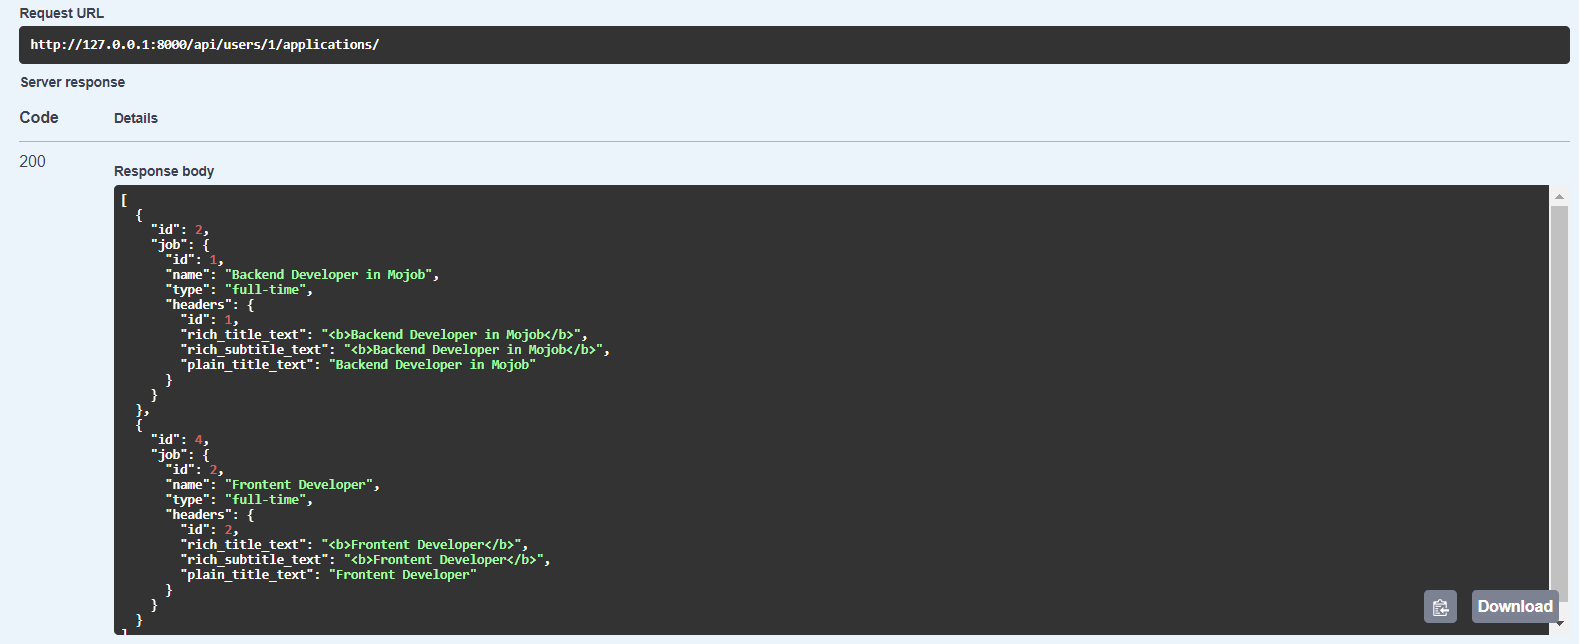 Request URL
http://127.0.0.1:8000/api/users/1/applications/
Server response
Code Details
200
Response body
[
  {
    "id": 2,
    "job": {
      "id": 1,
      "name": "Backend Developer in Mojob",
      "type": "full-time",
      "headers": {
        "id": 1,
        "rich_title_text": "<b>Backend Developer in Mojob</b>",
        "rich_subtitle_text": "<b>Backend Developer in Mojob</b>",
        "plain_title_text": "Backend Developer in Mojob"
      }
    }
  },
  {
    "id": 4,
    "job": {
      "id": 2,
      "name": "Frontent Developer",
      "type": "full-time",
      "headers": {
        "id": 2,
        "rich_title_text": "<b>Frontent Developer</b>",
        "rich_subtitle_text": "<b>Frontent Developer</b>",
        "plain_title_text": "Frontent Developer"
      }
    }
  }
]
Download